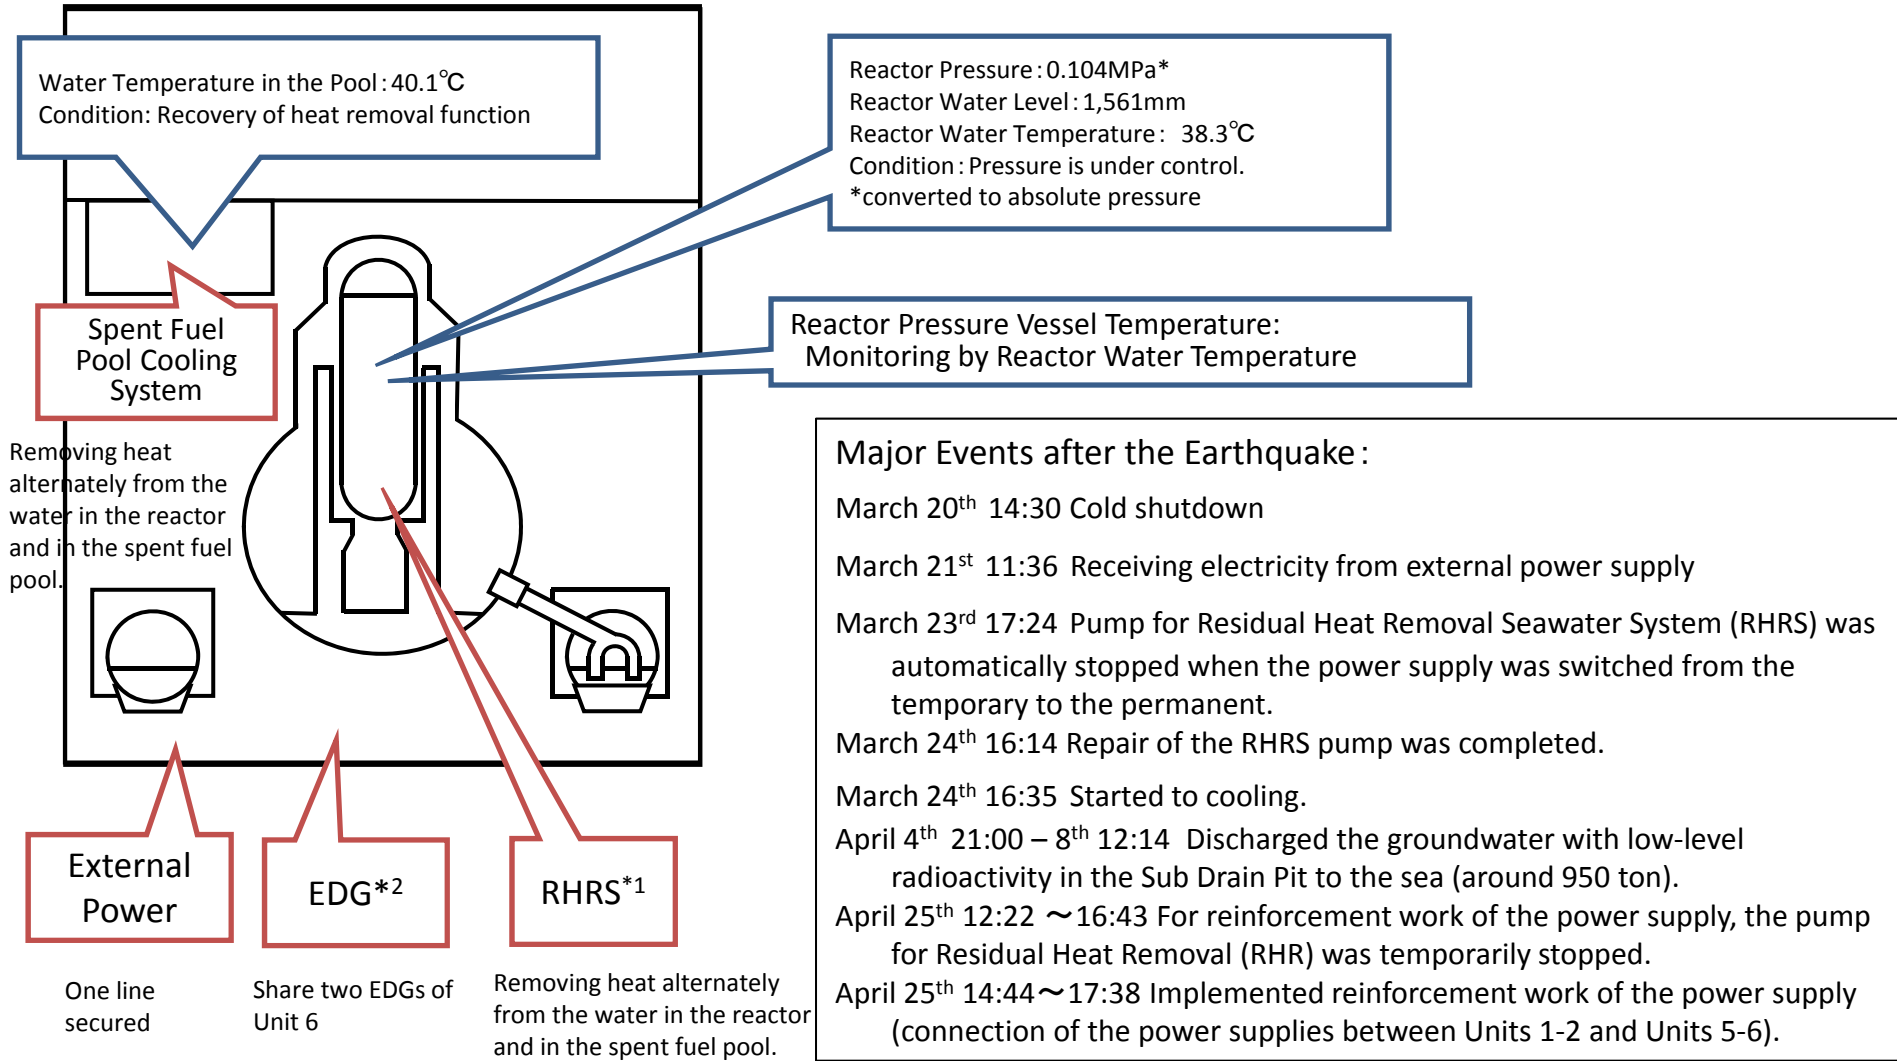 Water Temperature in the Pool：40.1℃
Condition: Recovery of heat removal function
Reactor Pressure：0.104MPa*
Reactor Water Level：1,561mm
Reactor Water Temperature： 38.3℃
Condition：Pressure is under control.
*converted to absolute pressure
Spent Fuel
Pool Cooling
System
Reactor Pressure Vessel Temperature:
Monitoring by Reactor Water Temperature
Removing heat
alternately from the
water in the reactor
and in the spent fuel
pool.
Major Events after the Earthquake：
March 20th 14:30 Cold shutdown
March 21st 11:36 Receiving electricity from external power supply
March 23rd 17:24 Pump for Residual Heat Removal Seawater System (RHRS) was
automatically stopped when the power supply was switched from the
temporary to the permanent.
March 24th 16:14 Repair of the RHRS pump was completed.
March 24th 16:35 Started to cooling.
April 4th 21:00 – 8th 12:14 Discharged the groundwater with low-level
radioactivity in the Sub Drain Pit to the sea (around 950 ton).
April 25th 12:22 ～16:43 For reinforcement work of the power supply, the pump
for Residual Heat Removal (RHR) was temporarily stopped.
April 25th 14:44～17:38 Implemented reinforcement work of the power supply
(connection of the power supplies between Units 1-2 and Units 5-6).
External
Power
EDG*2
RHRS*1
One line
secured
Share two EDGs of
Unit 6
Removing heat alternately
from the water in the reactor
and in the spent fuel pool.